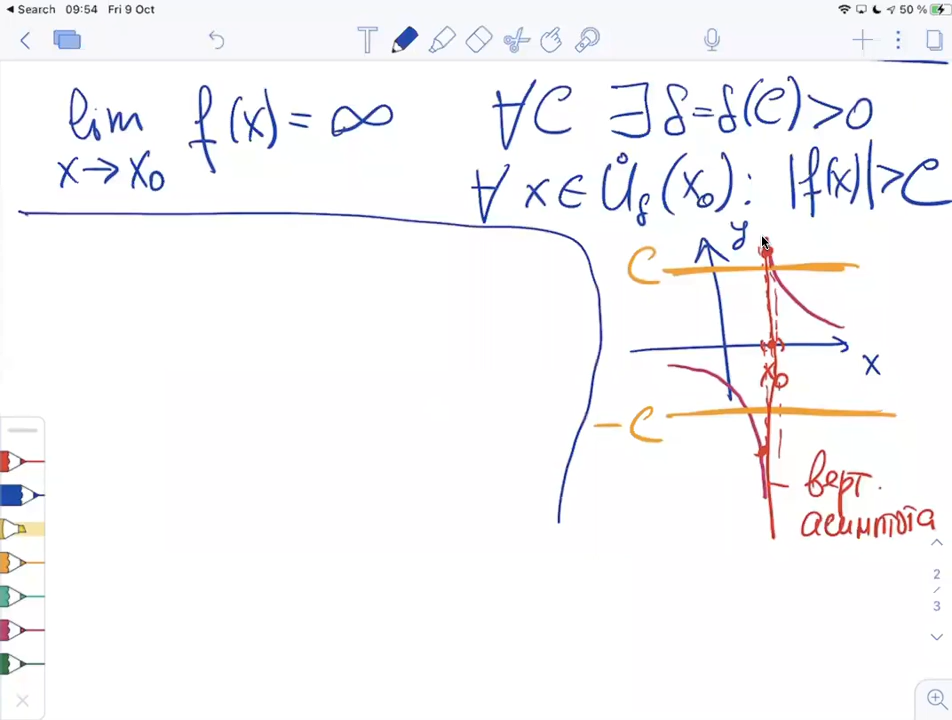 Search 09:54 Fri 9 Oct 50 %
T
lim f(x) = ∞ ∀C ∃δ = δ(C) > 0
x → x₀ ∀ x ∈ Ů_δ(x₀): |f(x)| > C
y
C
x
x₀
-C
верт.
асимптота
2
/
3